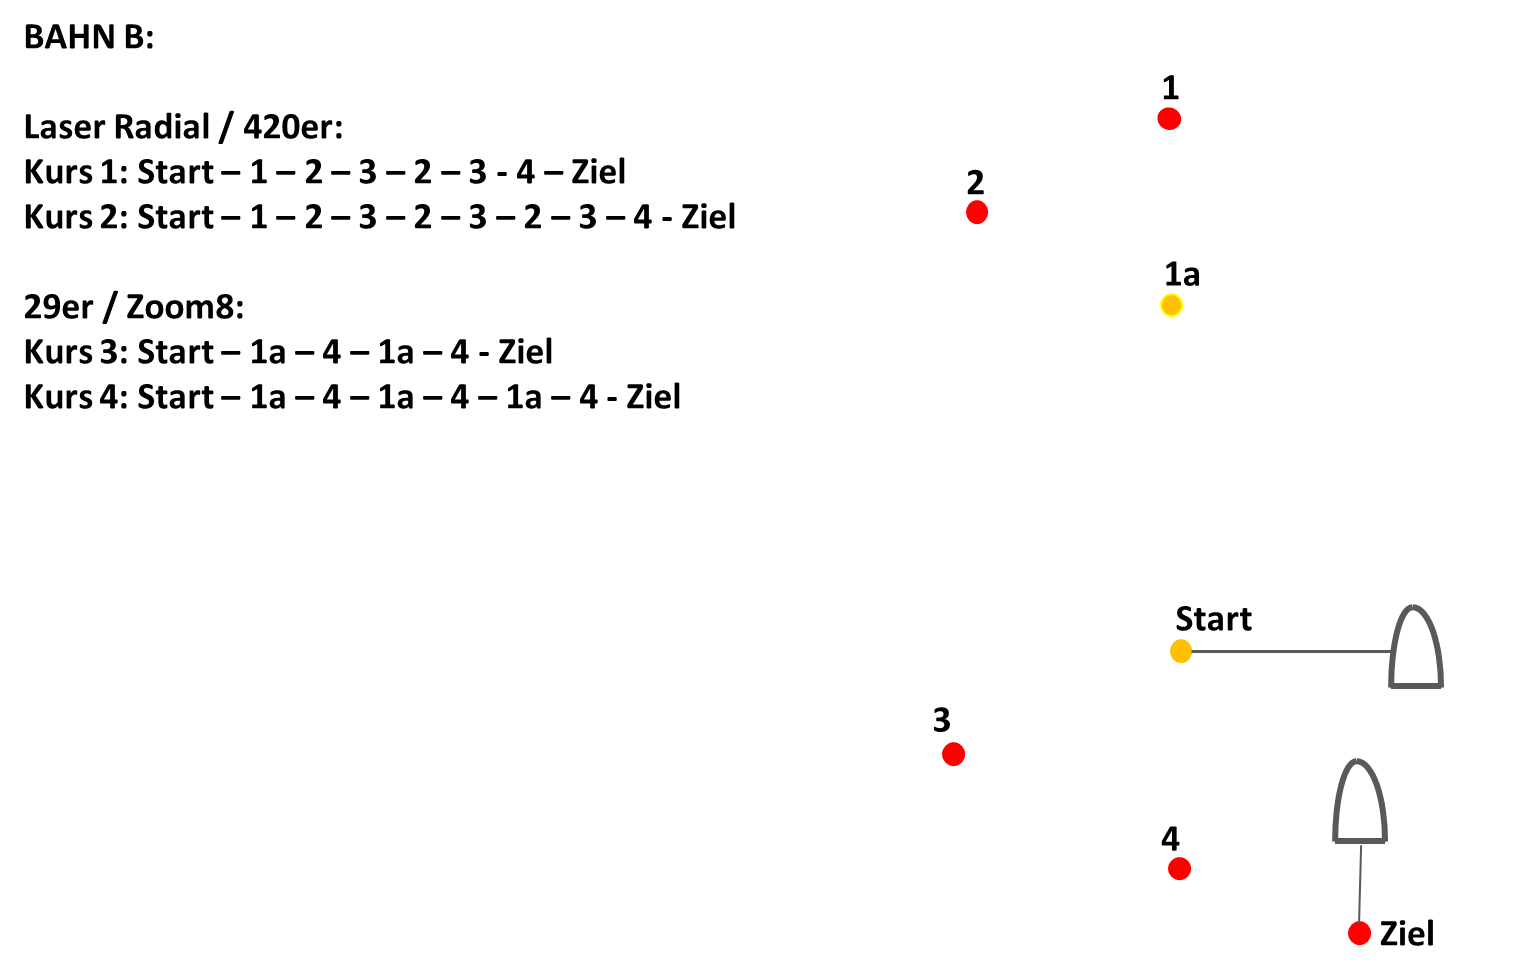 BAHN B:
Laser Radial / 420er:
Kurs 1: Start – 1 – 2 – 3 – 2 – 3 - 4 – Ziel
Kurs 2: Start – 1 – 2 – 3 – 2 – 3 – 2 – 3 – 4 - Ziel
29er / Zoom8:
Kurs 3: Start – 1a – 4 – 1a – 4 - Ziel
Kurs 4: Start – 1a – 4 – 1a – 4 – 1a – 4 - Ziel
1
2
1a
Start
3
4
Ziel